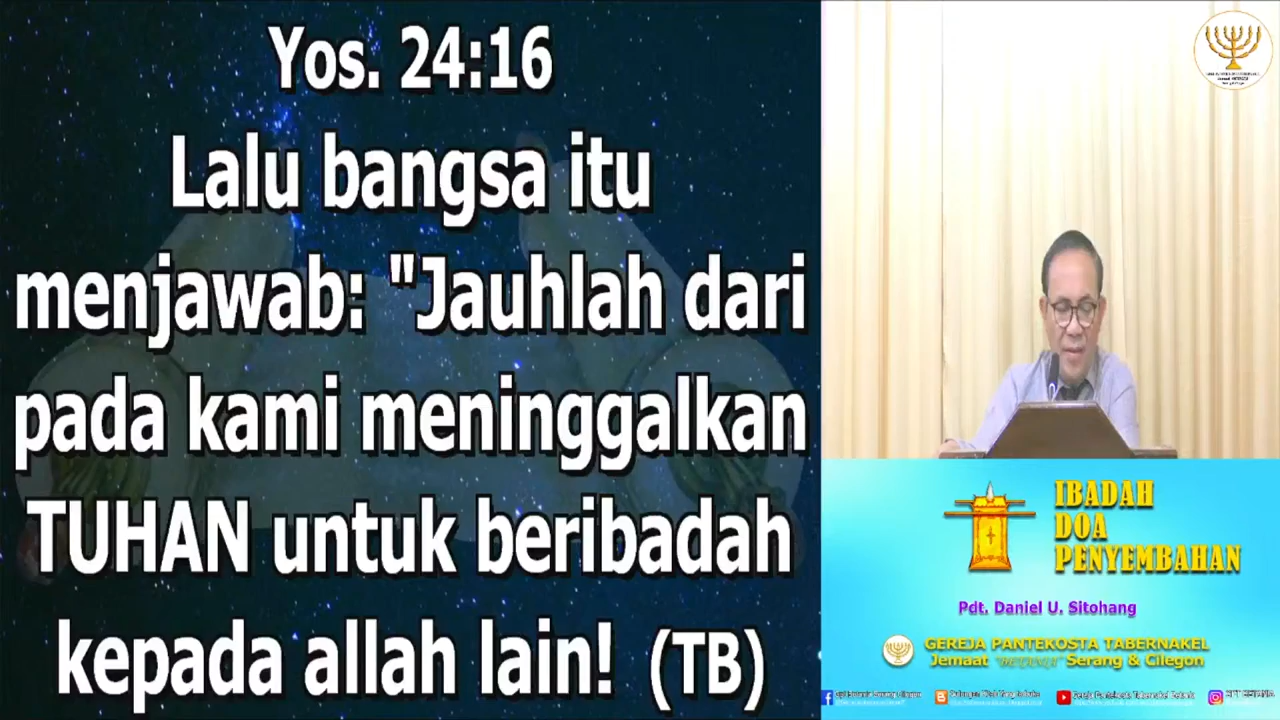 Yos. 24:16
Lalu bangsa itu
menjawab: "Jauhlah dari
pada kami meninggalkan
TUHAN untuk beribadah
kepada allah lain! (TB)
IBADAH
DOA
PENYEMBAHAN
Pdt. Daniel U. Sitohang
GEREJA PANTEKOSTA TABERNAKEL
Jemaat "BETANIA" Serang & Cilegon